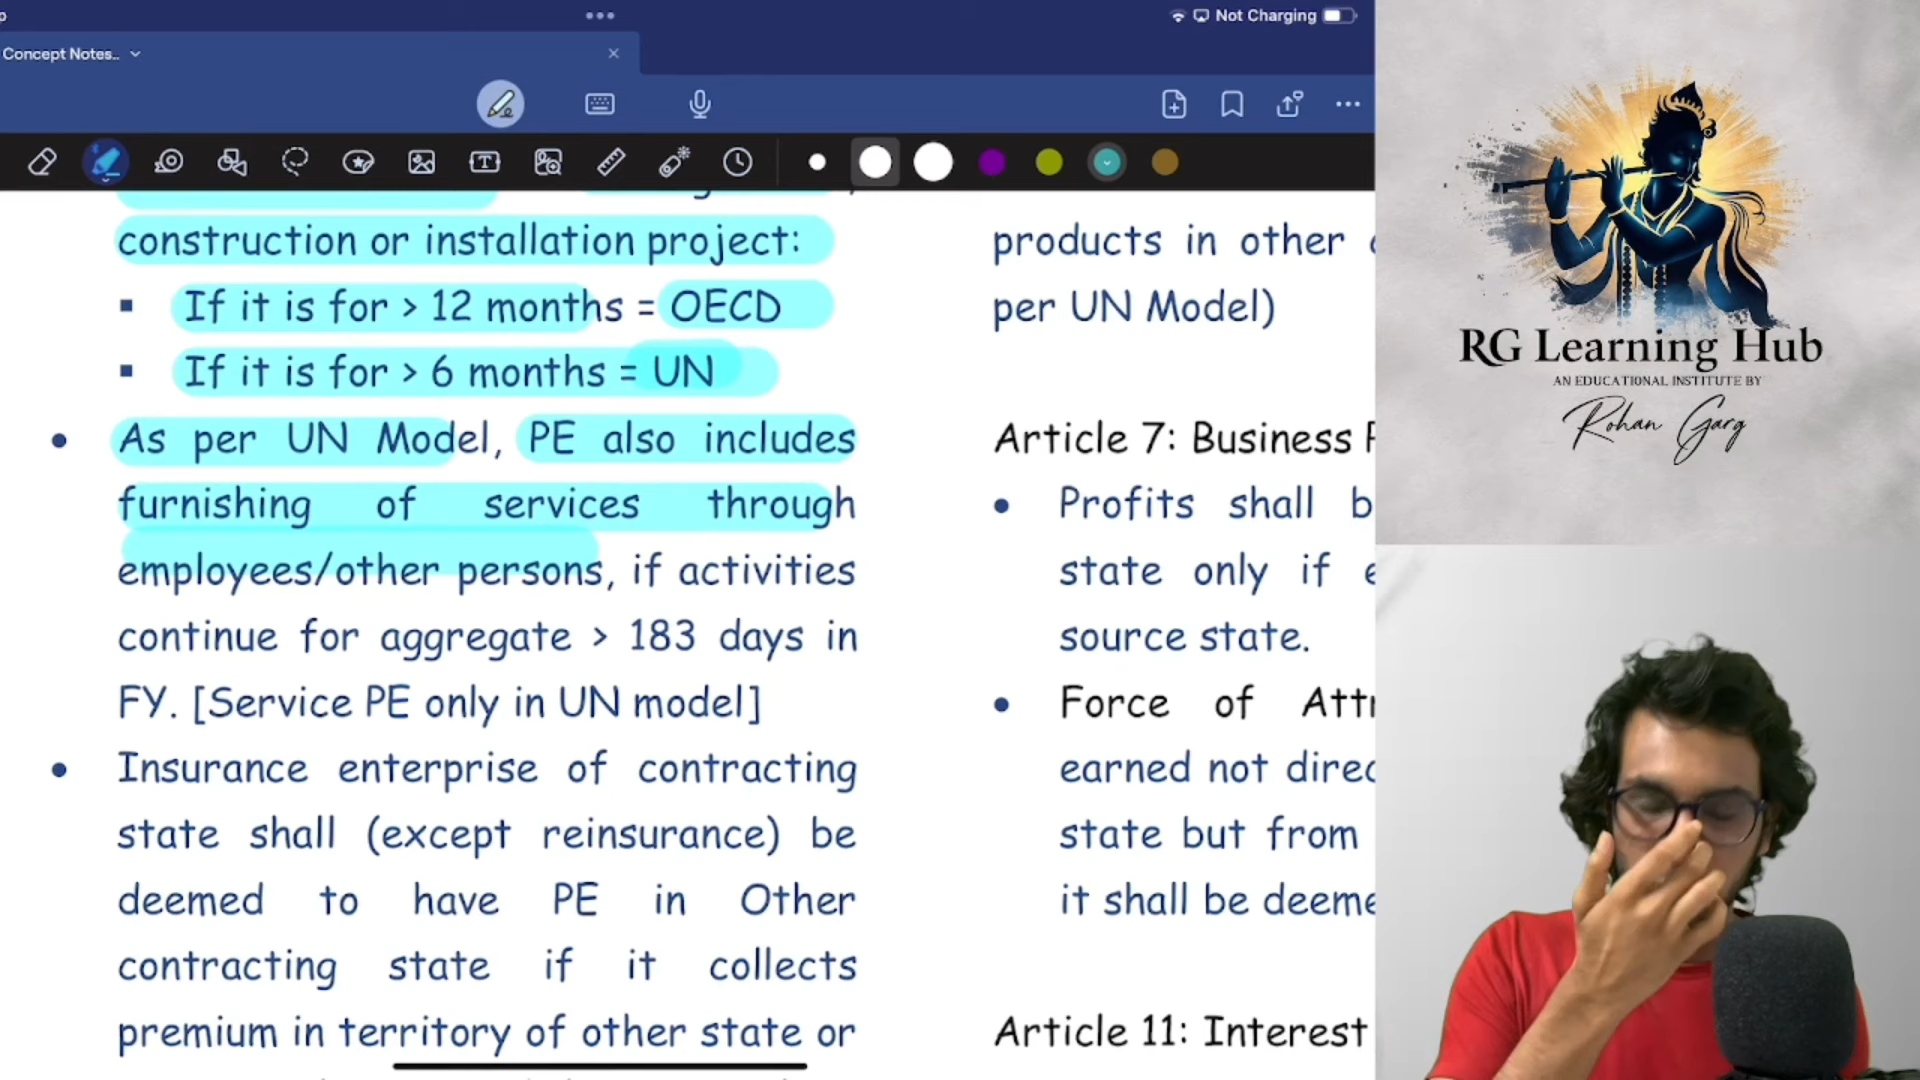 Not Charging
Concept Notes..
construction or installation project:
▪ If it is for > 12 months = OECD
▪ If it is for > 6 months = UN
• As per UN Model, PE also includes
furnishing of services through
employees/other persons, if activities
continue for aggregate > 183 days in
FY. [Service PE only in UN model]
• Insurance enterprise of contracting
state shall (except reinsurance) be
deemed to have PE in Other
contracting state if it collects
premium in territory of other state or
products in other
per UN Model)
Article 7: Business
• Profits shall b
state only if e
source state.
• Force of Attr
earned not direc
state but from
it shall be deeme
Article 11: Interest
RG Learning Hub
AN EDUCATIONAL INSTITUTE BY
Rohan Garg